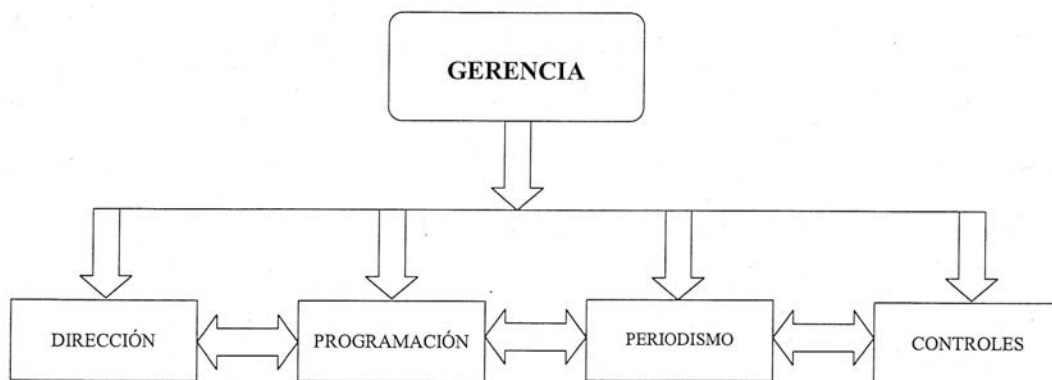 GERENCIA
DIRECCIÓN
PROGRAMACIÓN
PERIODISMO
CONTROLES